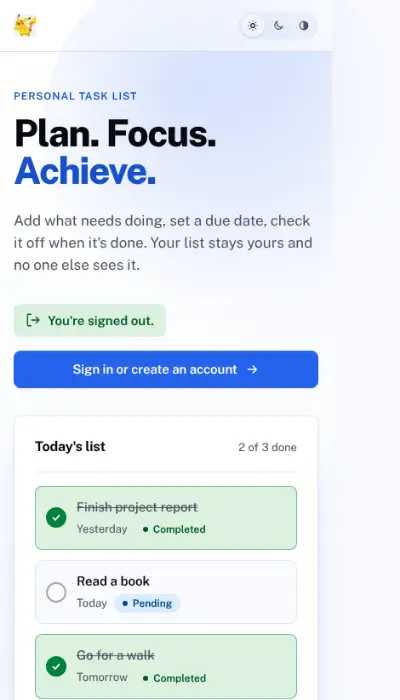 PERSONAL TASK LIST
Plan. Focus.
Achieve.
Add what needs doing, set a due date, check
it off when it's done. Your list stays yours and
no one else sees it.
You're signed out.
Sign in or create an account →
Today's list
2 of 3 done
Finish project report
Yesterday • Completed
Read a book
Today • Pending
Go for a walk
Tomorrow • Completed